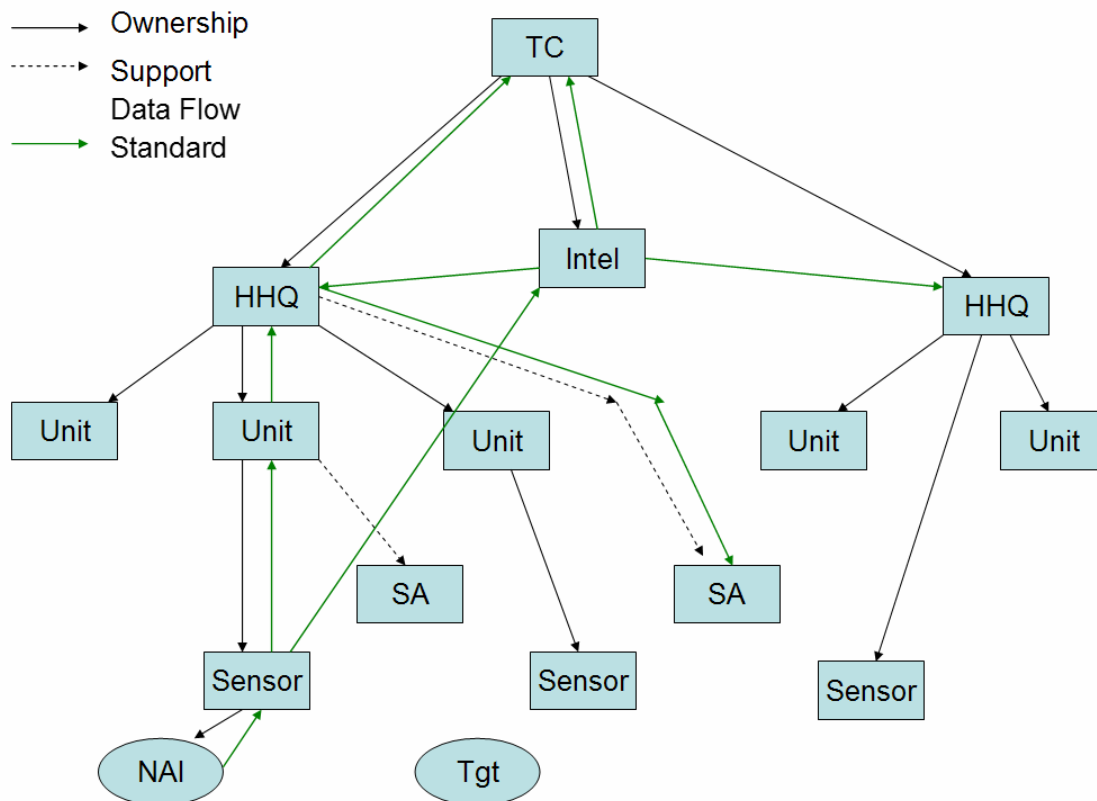 Ownership
Support
Data Flow
Standard
TC
Intel
HHQ
HHQ
Unit
Unit
Unit
Unit
Unit
SA
SA
Sensor
Sensor
Sensor
NAI
Tgt